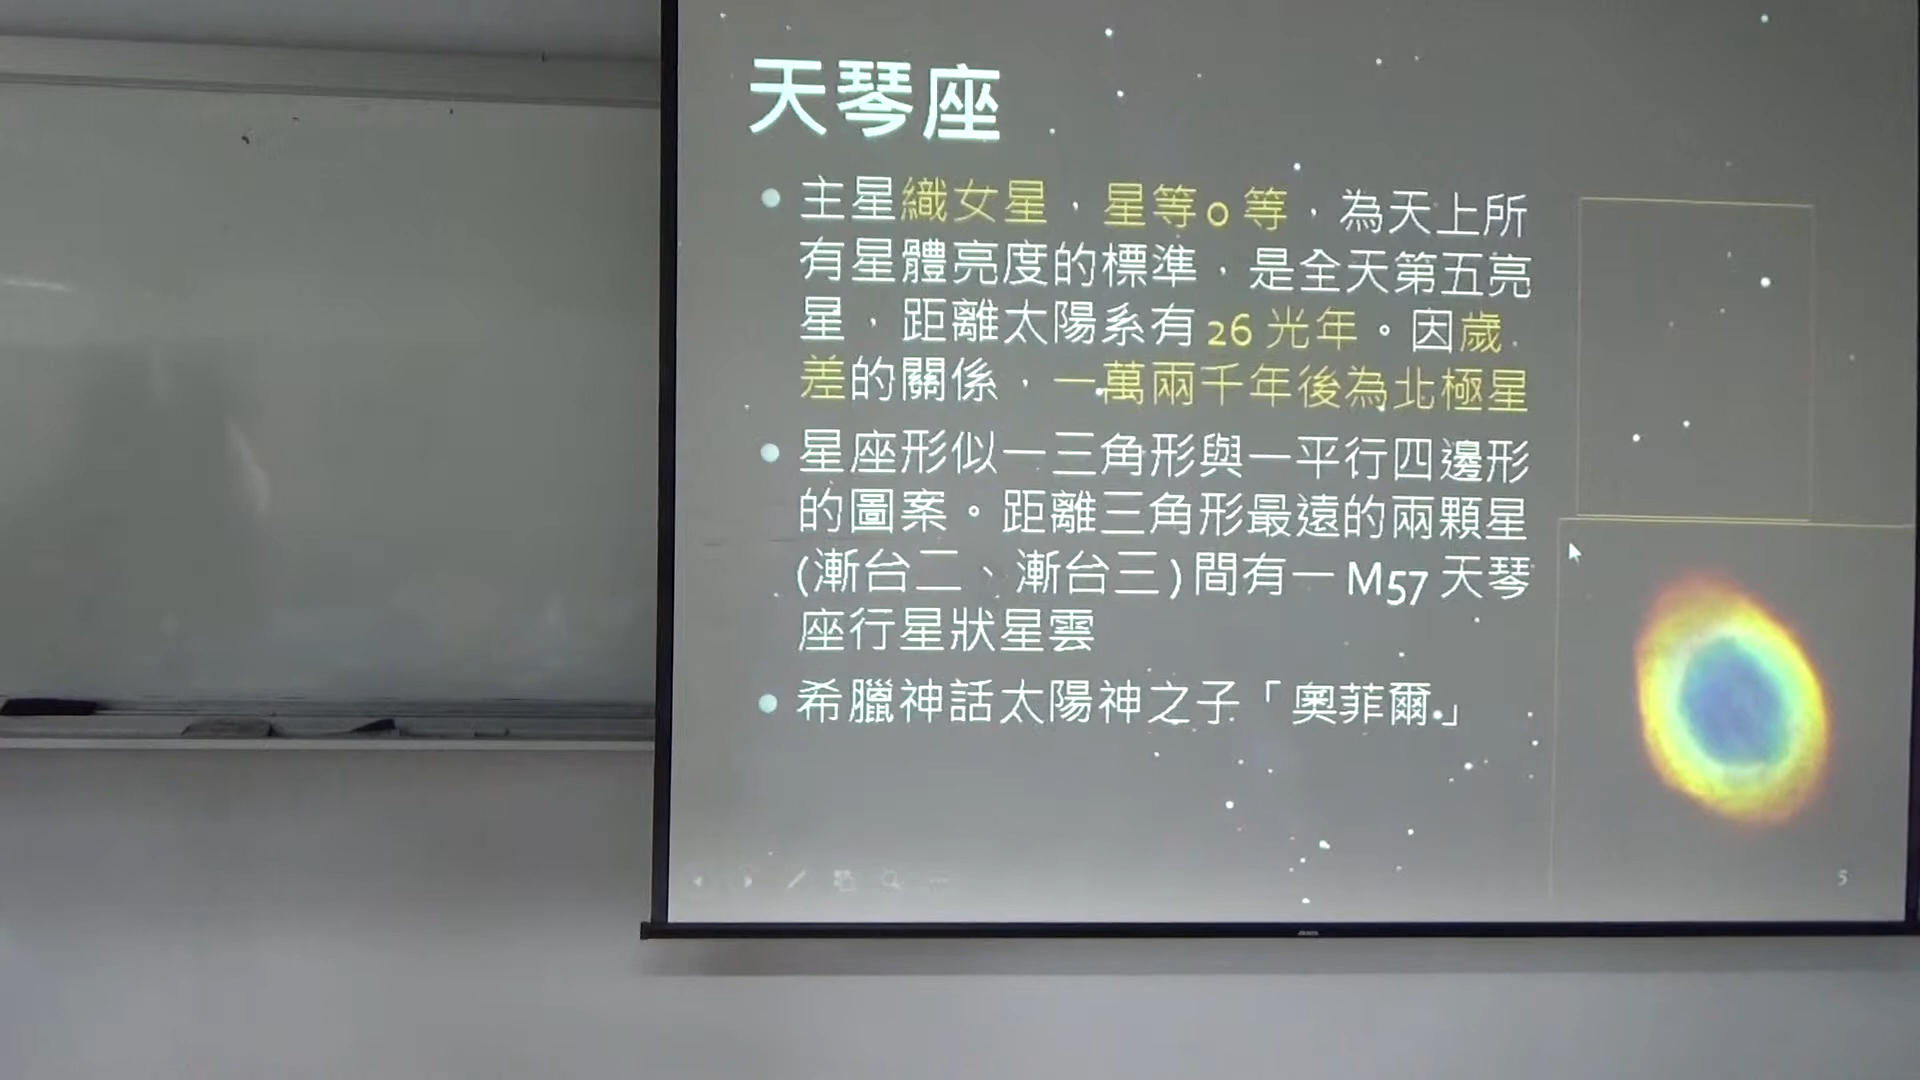 天琴座
• 主星織女星，星等0等，為天上所
有星體亮度的標準，是全天第五亮
星，距離太陽系有26光年。因歲
差的關係，一萬兩千年後為北極星
• 星座形似一三角形與一平行四邊形
的圖案。距離三角形最遠的兩顆星
(漸台二、漸台三)間有一M57天琴
座行星狀星雲
• 希臘神話太陽神之子「奧菲爾」
5